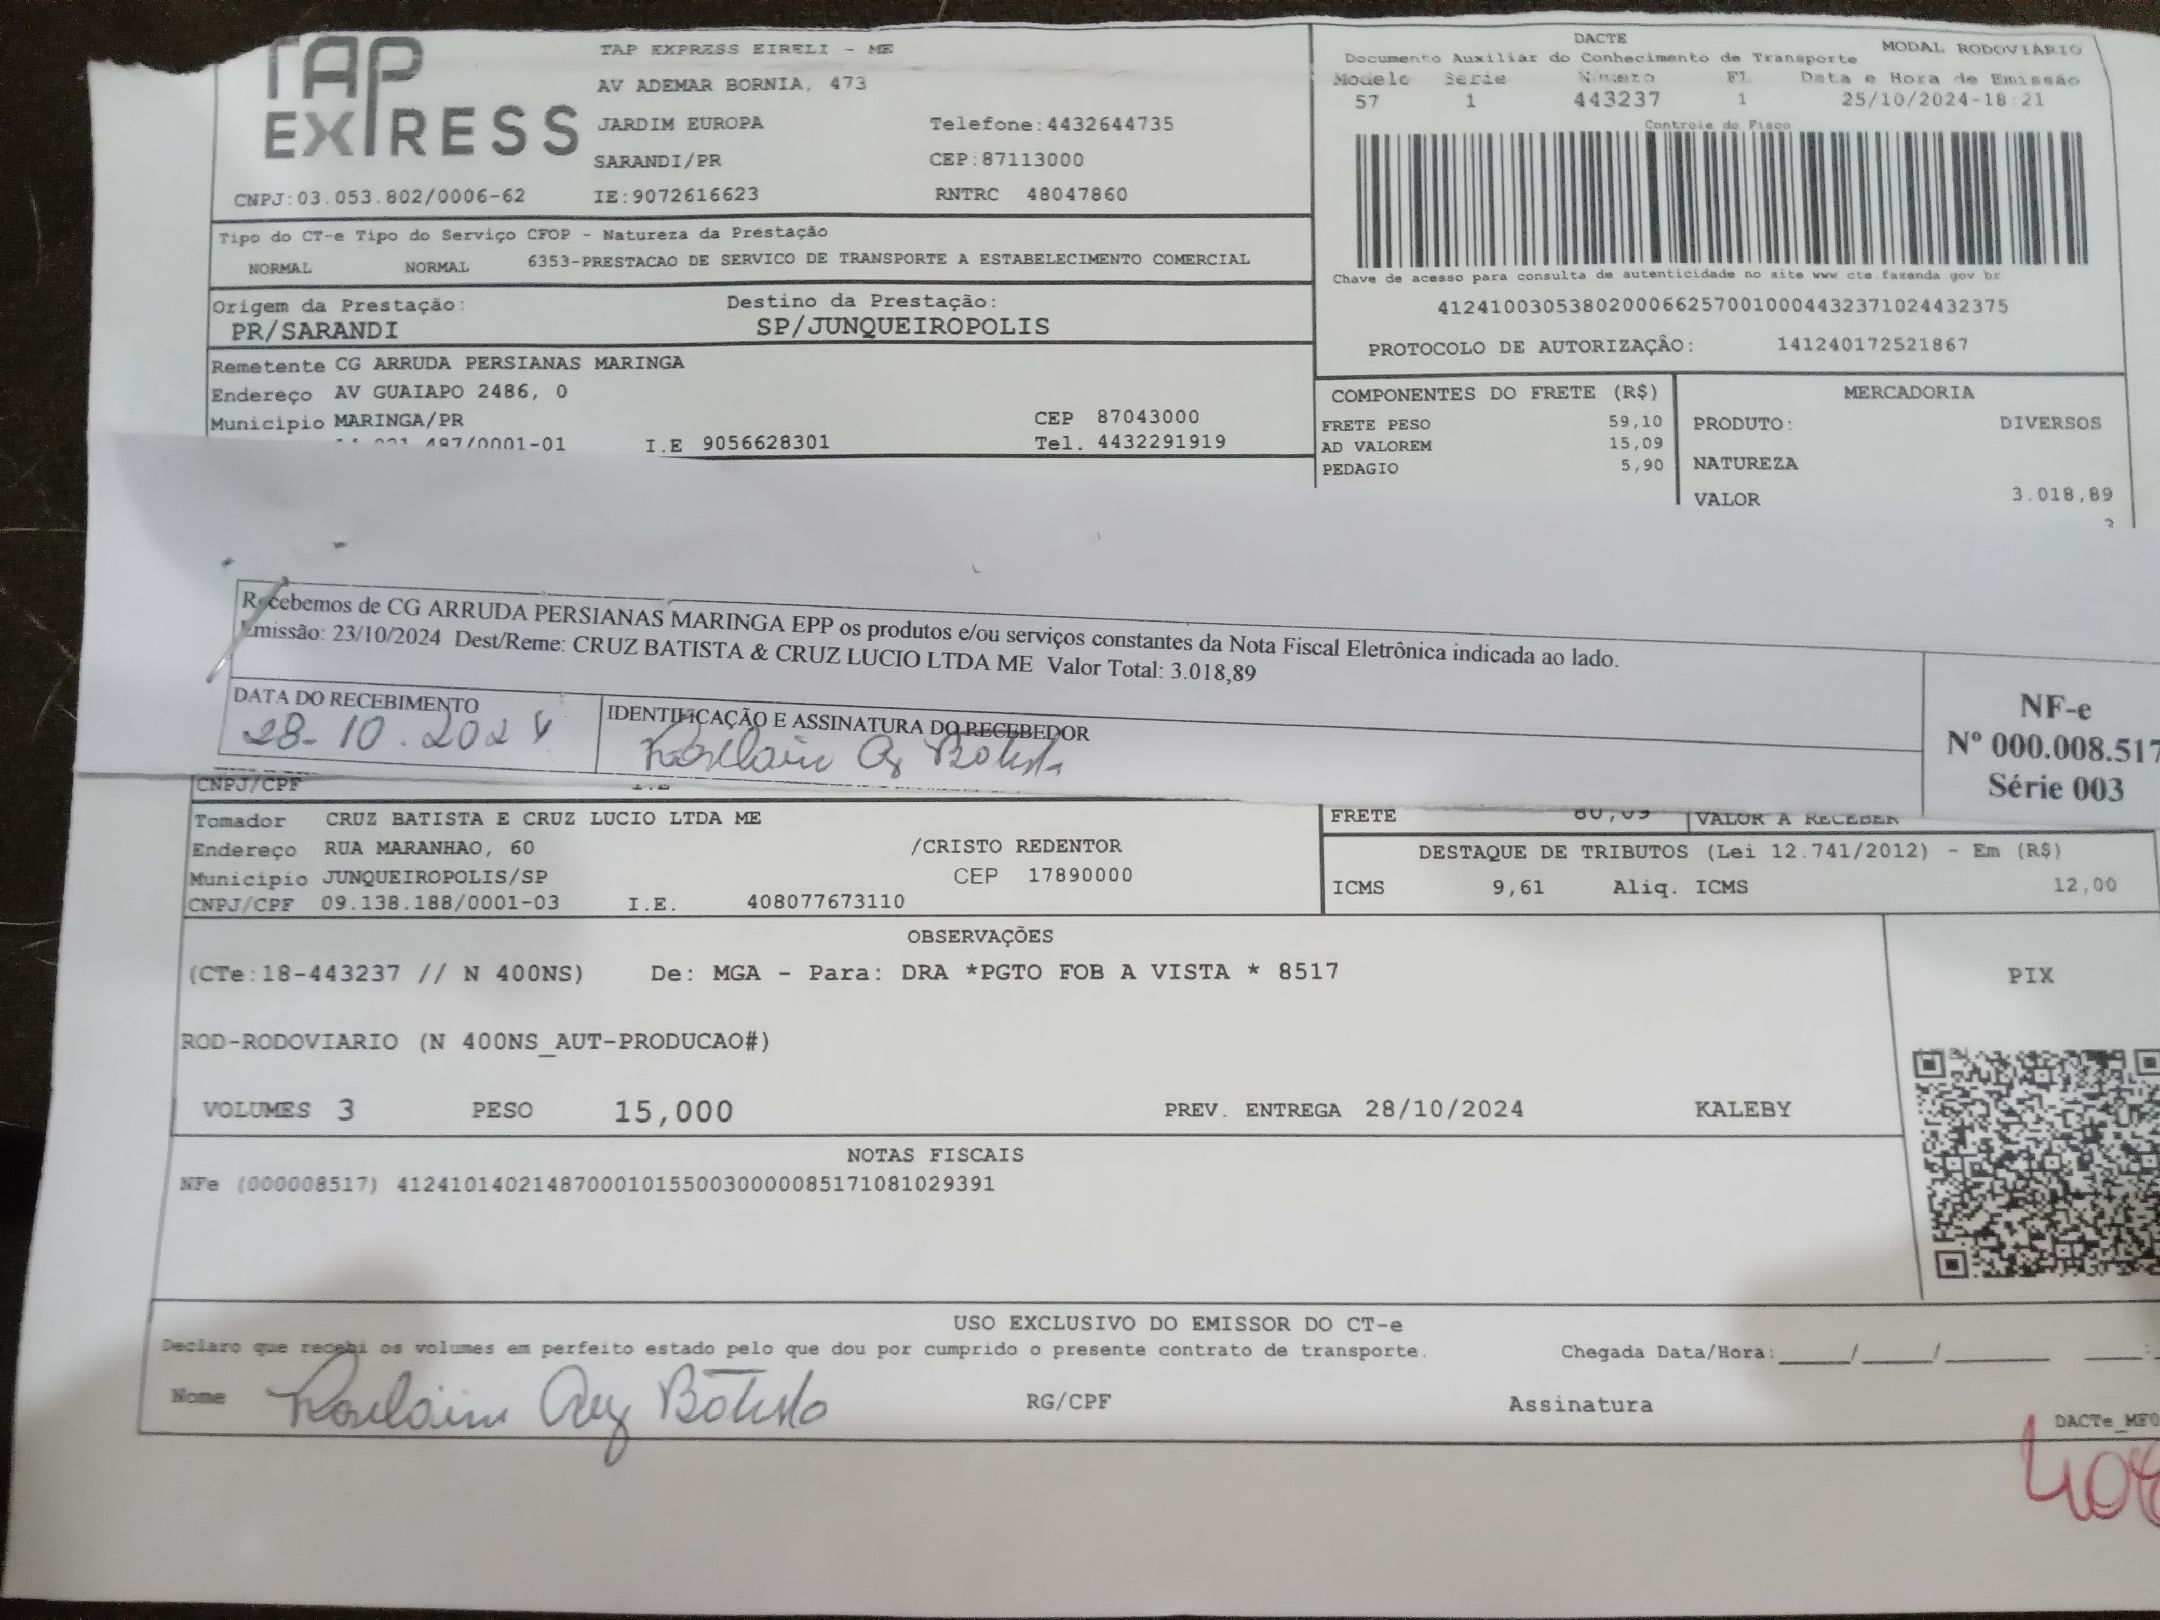 TAP EXPRESS
TAP EXPRESS EIRELI - ME
AV ADEMAR BORNIA, 473
JARDIM EUROPA Telefone:4432644735
SARANDI/PR CEP:87113000
CNPJ:03.053.802/0006-62 IE:9072616623 RNTRC 48047860
DACTE MODAL RODOVIARIO
Documento Auxiliar do Conhecimento de Transporte
Modelo Serie Número FL Data e Hora de Emissão
57 1 443237 1 25/10/2024-18:21
Controle do Fisco
Chave de acesso para consulta de autenticidade no site www.cte.fazenda.gov.br
41241003053802000662570010004432371024432375
PROTOCOLO DE AUTORIZAÇÃO: 141240172521867
Tipo do CT-e Tipo do Serviço CFOP - Natureza da Prestação
NORMAL NORMAL 6353-PRESTACAO DE SERVICO DE TRANSPORTE A ESTABELECIMENTO COMERCIAL
Origem da Prestação: Destino da Prestação:
PR/SARANDI SP/JUNQUEIROPOLIS
Remetente CG ARRUDA PERSIANAS MARINGA
Endereço AV GUAIAPO 2486, 0
Municipio MARINGA/PR CEP 87043000
487/0001-01 I.E 9056628301 Tel. 4432291919
COMPONENTES DO FRETE (R$) MERCADORIA
FRETE PESO 59,10 PRODUTO: DIVERSOS
AD VALOREM 15,09 NATUREZA
PEDAGIO 5,90 VALOR 3.018,89
Recebemos de CG ARRUDA PERSIANAS MARINGA EPP os produtos e/ou serviços constantes da Nota Fiscal Eletrônica indicada ao lado.
Emissão: 23/10/2024 Dest/Reme: CRUZ BATISTA & CRUZ LUCIO LTDA ME Valor Total: 3.018,89
DATA DO RECEBIMENTO IDENTIFICAÇÃO E ASSINATURA DO RECEBEDOR
28-10.2024
NF-e
Nº 000.008.517
Série 003
CNPJ/CPF I.E
Tomador CRUZ BATISTA E CRUZ LUCIO LTDA ME
Endereço RUA MARANHAO, 60 /CRISTO REDENTOR
Municipio JUNQUEIROPOLIS/SP CEP 17890000
CNPJ/CPF 09.138.188/0001-03 I.E. 408077673110
FRETE 80,09 VALOR A RECEBER
DESTAQUE DE TRIBUTOS (Lei 12.741/2012) - Em (R$)
ICMS 9,61 Aliq. ICMS 12,00
OBSERVAÇÕES
(CTe:18-443237 // N 400NS) De: MGA - Para: DRA *PGTO FOB A VISTA * 8517
PIX
ROD-RODOVIARIO (N 400NS_AUT-PRODUCAO#)
VOLUMES 3 PESO 15,000 PREV. ENTREGA 28/10/2024 KALEBY
NOTAS FISCAIS
NFe (000008517) 41241014021487000101550030000085171081029391
USO EXCLUSIVO DO EMISSOR DO CT-e
Declaro que recebi os volumes em perfeito estado pelo que dou por cumprido o presente contrato de transporte. Chegada Data/Hora:_____/_____/_______ ____:
Nome RG/CPF Assinatura
DACTe_MF0